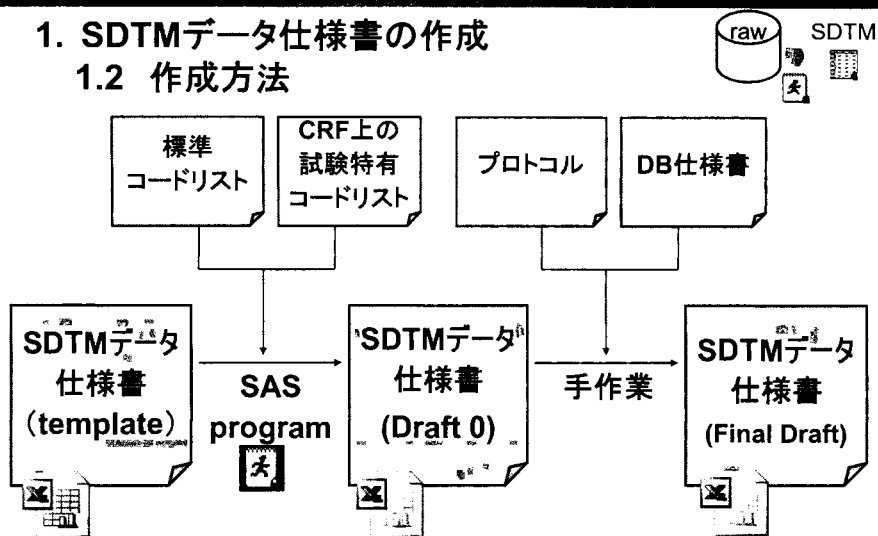 1. SDTMデータ仕様書の作成
1.2 作成方法
raw
SDTM
標準
コードリスト
CRF上の
試験特有
コードリスト
プロトコル
DB仕様書
SDTMデータ
仕様書
(template)
SAS
program
SDTMデータ
仕様書
(Draft 0)
手作業
SDTMデータ
仕様書
(Final Draft)